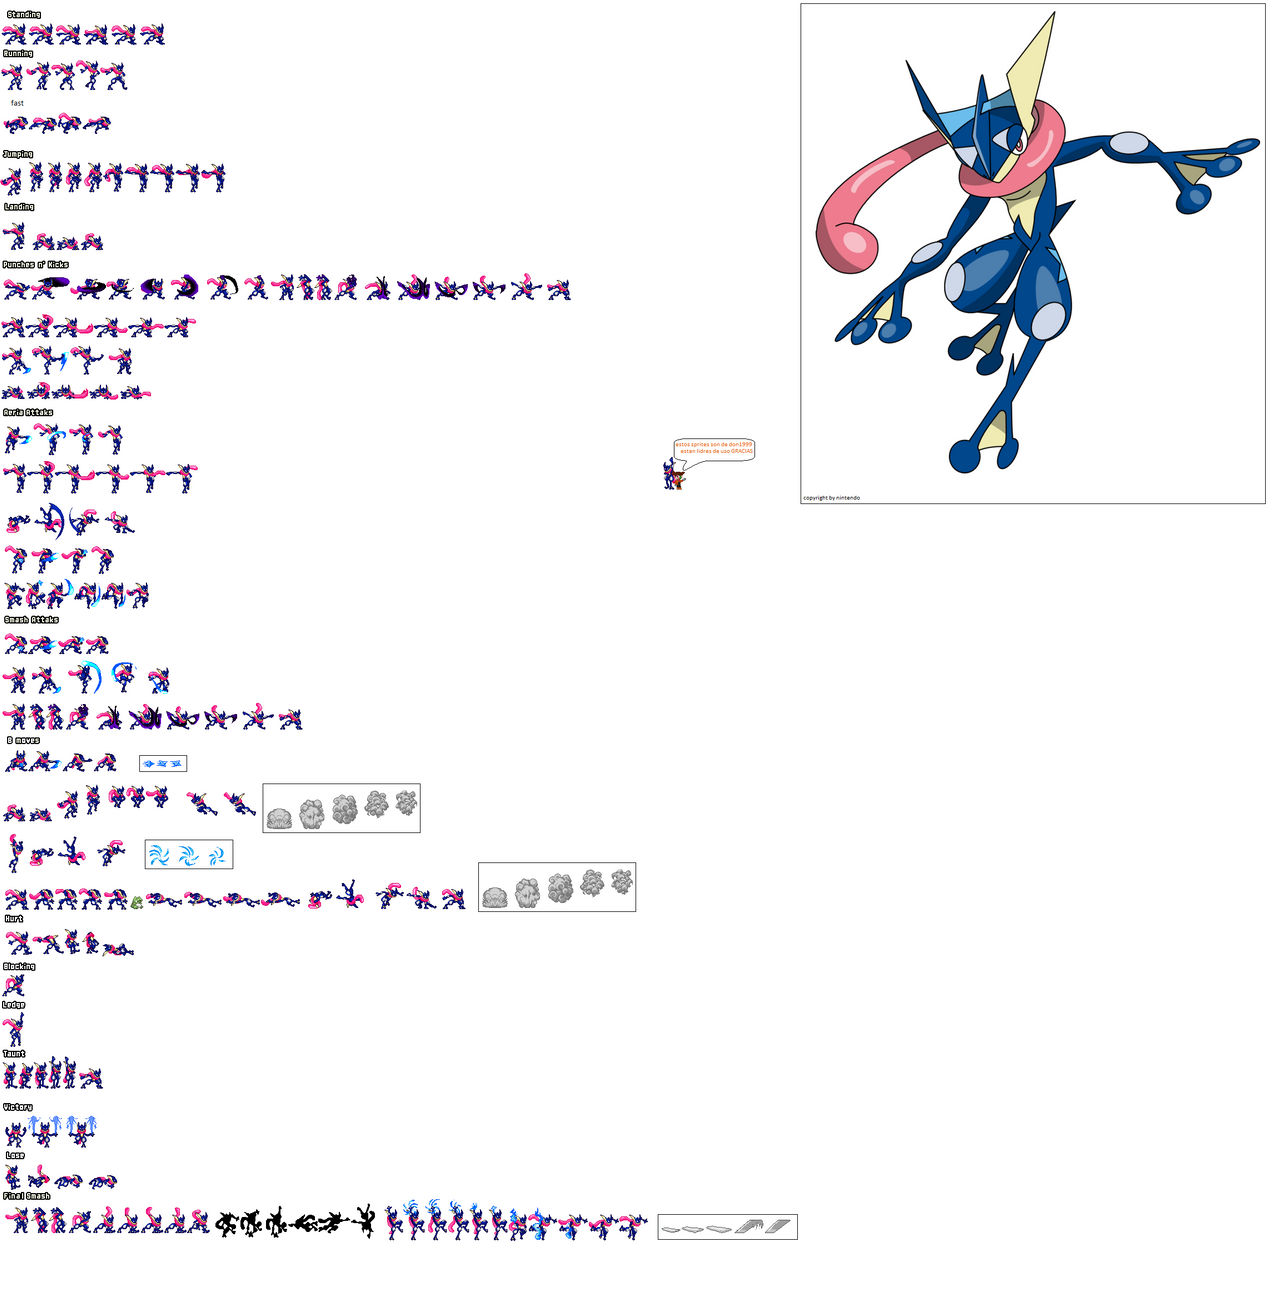 Standing
Running
fast
Jumping
Landing
Punches n' Kicks
Aeria Attaks
estos sprites son de don1999
estan lidres de uso GRACIAS
copyright by nintendo
Smash Attaks
B moves
Hurt
Blocking
Ledge
Taunt
Victory
Lose
Final Smash